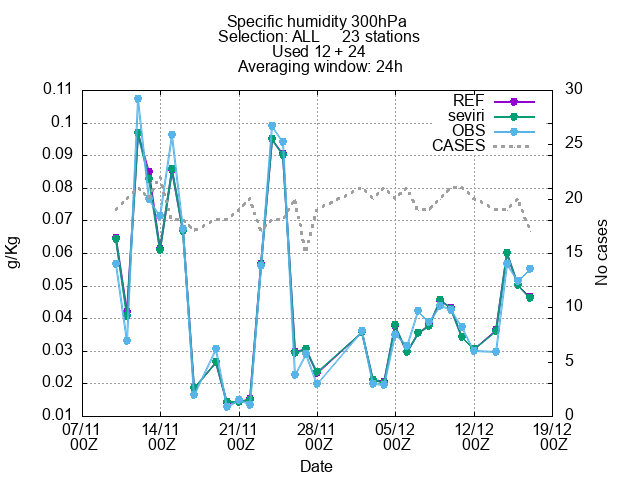 Specific humidity 300hPa
Selection: ALL 23 stations
Used 12 + 24
Averaging window: 24h
REF
seviri
OBS
CASES
0.11
0.1
0.09
0.08
0.07
0.06
0.05
0.04
0.03
0.02
0.01
g/Kg
30
25
20
15
10
5
0
No cases
07/11 14/11 21/11 28/11 05/12 12/12 19/12
00Z 00Z 00Z 00Z 00Z 00Z 00Z
Date